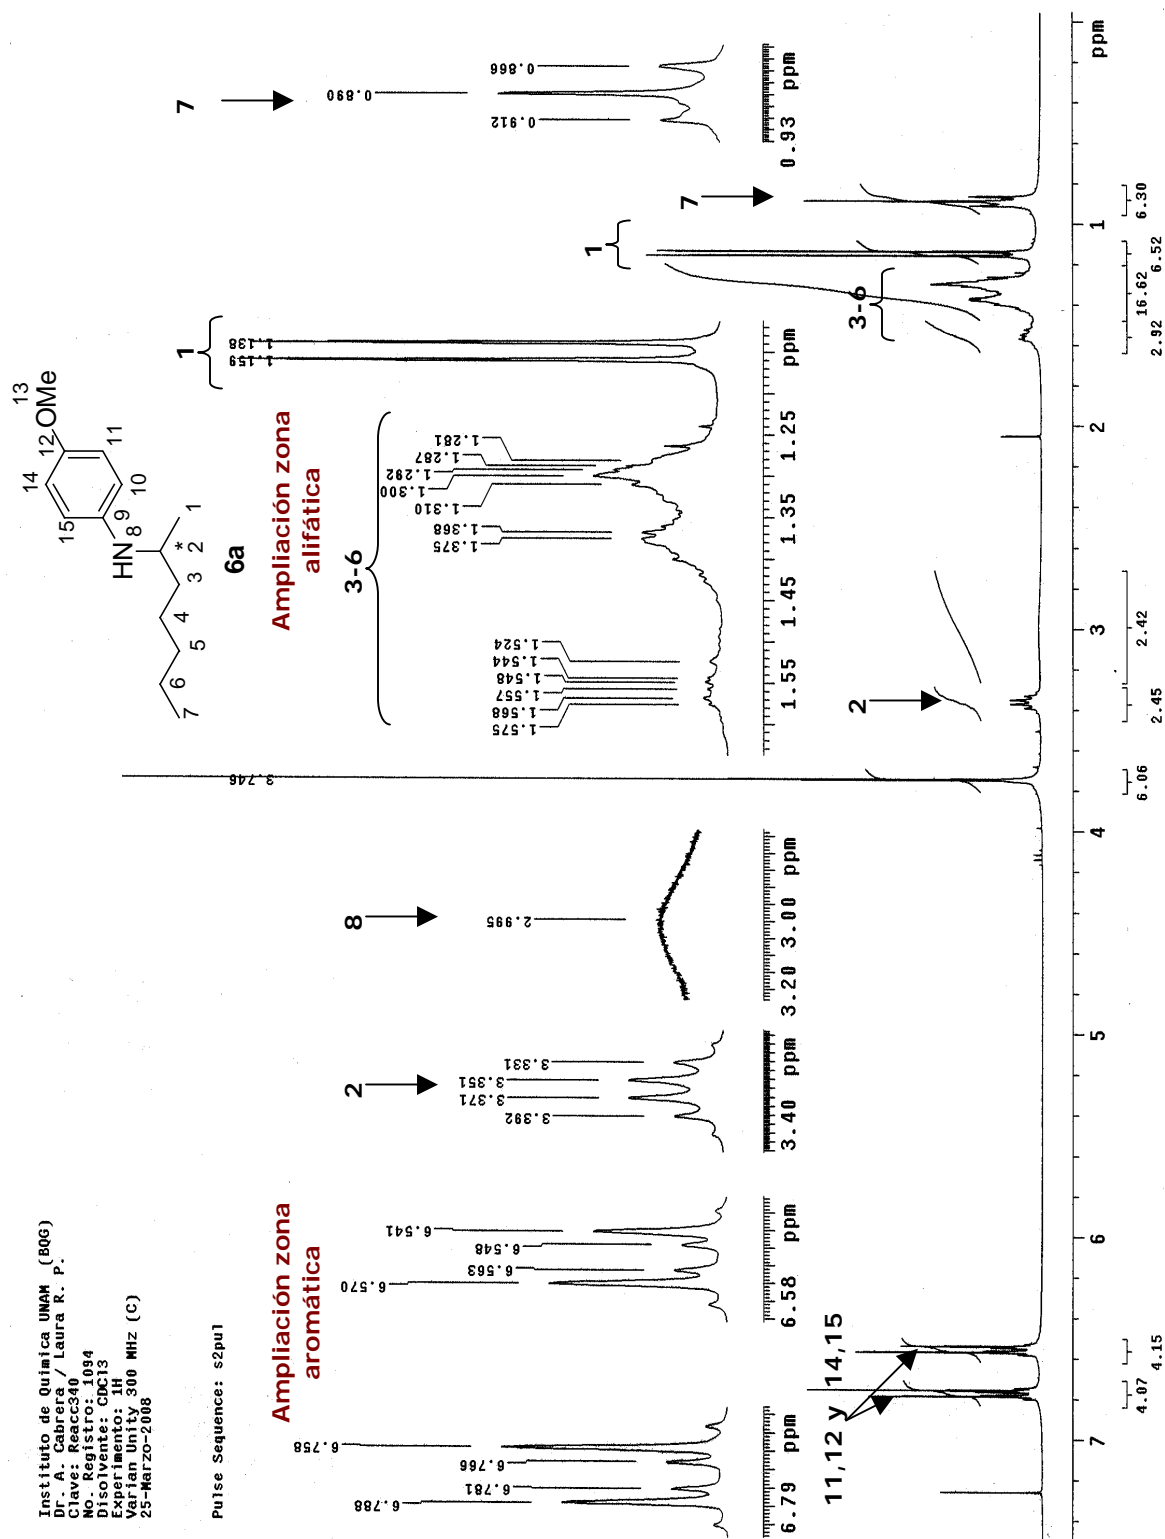 Instituto de Quimica UNAM (BQG)
Dr. A. Cabrera / Laura R. P.
Clave: Reacc340
No. Registro: 1094
Disolvente: CDCl3
Experimento: 1H
Varian Unity 300 MHz (C)
25-Marzo-2008
Pulse Sequence: s2pul
13
OMe
12
14
11
10
15
9
8
HN
1
*
2
3
4
5
6
7
6a
Ampliación zona
aromática
6.788
6.781
6.766
6.758
6.79 ppm
6.570
6.563
6.548
6.541
6.58 ppm
2
3.392
3.371
3.351
3.331
3.40 ppm
8
2.995
3.20 3.00 ppm
3.746
Ampliación zona
alifática
3-6
1.575
1.568
1.557
1.548
1.544
1.524
1.375
1.368
1.310
1.300
1.292
1.287
1.281
1
1.159
1.138
1.55 1.45 1.35 1.25 ppm
7
0.912
0.890
0.866
0.93 ppm
11,12 y 14,15
2
3-6
1
7
7 6 5 4 3 2 1 ppm
4.07
4.15
6.06
2.45
2.42
2.92
16.62
6.52
6.30